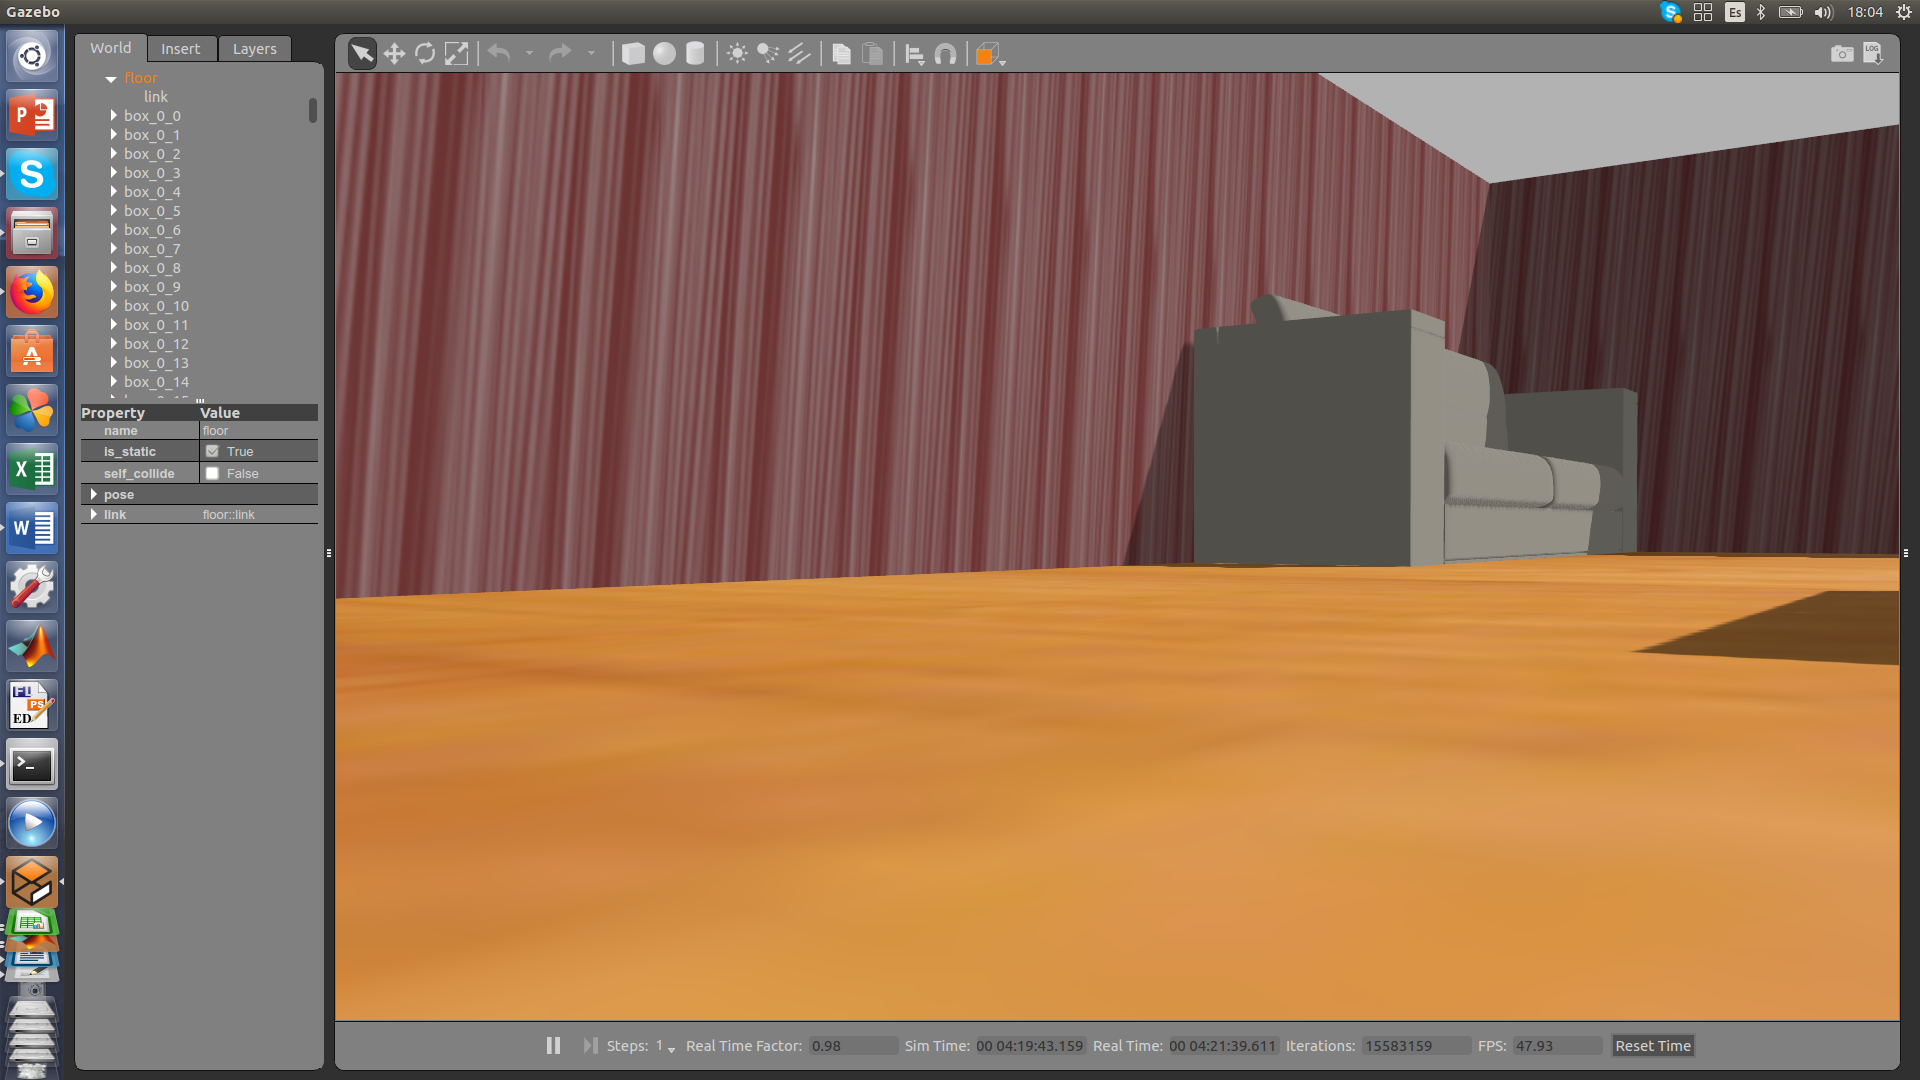 Gazebo
Es
18:04
World
Insert
Layers
LOG
floor
link
box_0_0
box_0_1
box_0_2
box_0_3
box_0_4
box_0_5
box_0_6
box_0_7
box_0_8
box_0_9
box_0_10
box_0_11
box_0_12
box_0_13
box_0_14
Property Value
name floor
is_static True
self_collide False
pose
link floor::link
P
S
A
X
W
FI
PS
ED
>_
Steps: 1 Real Time Factor: 0.98 Sim Time: 00 04:19:43.159 Real Time: 00 04:21:39.611 Iterations: 15583159 FPS: 47.93 Reset Time